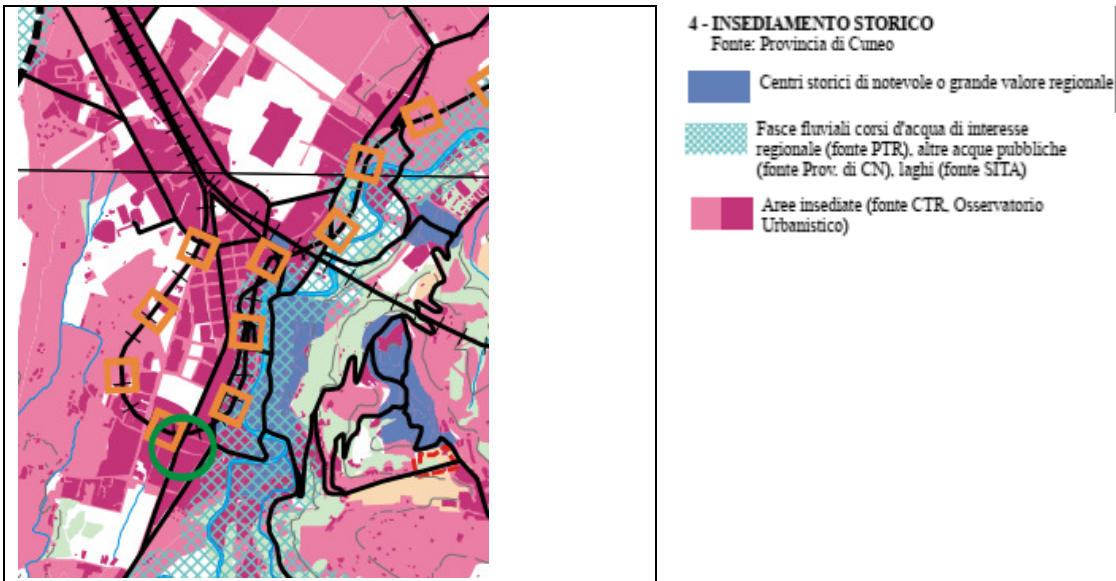 4 - INSEDIAMENTO STORICO
Fonte: Provincia di Cuneo
Centri storici di notevole o grande valore regionale
Fasce fluviali corsi d'acqua di interesse
regionale (fonte PTR), altre acque pubbliche
(fonte Prov. di CN), laghi (fonte SITA)
Aree insediate (fonte CTR, Osservatorio
Urbanistico)